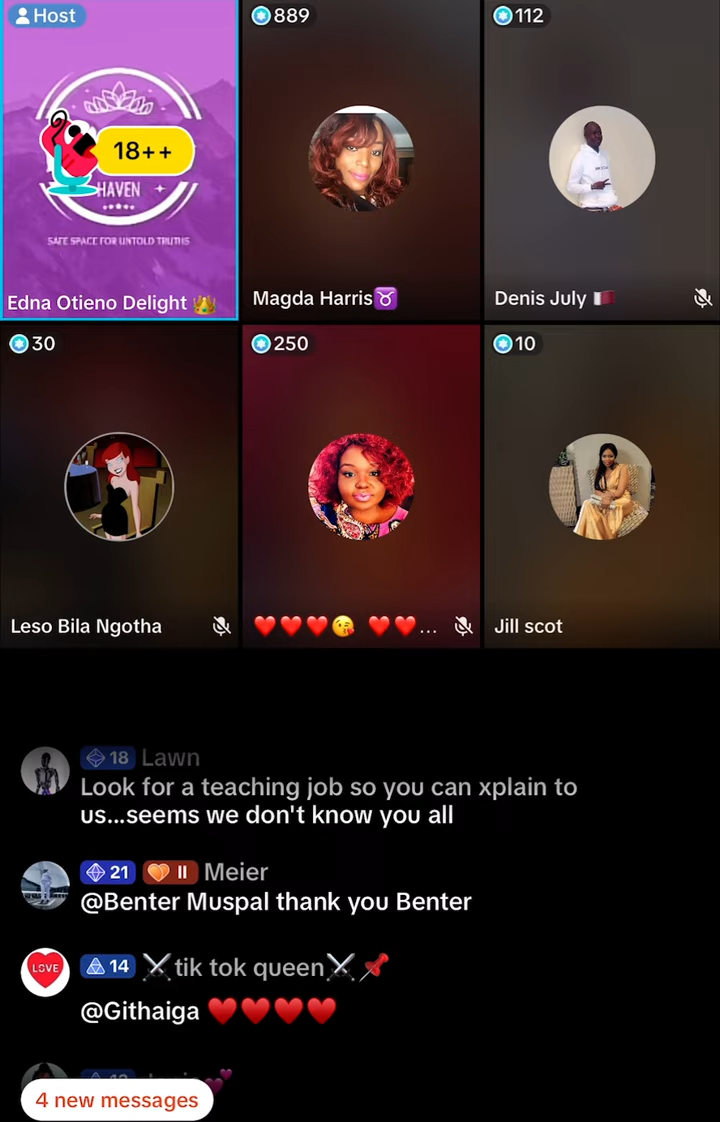 Host
889
112
18++
HAVEN
SAFE SPACE FOR UNTOLD TRUTHS
Edna Otieno Delight 👑
Magda Harris♉
Denis July 🇶🇦
30
250
10
Leso Bila Ngotha
❤️❤️❤️😘 ❤️❤️...
Jill scot
18 Lawn
Look for a teaching job so you can xplain to
us...seems we don't know you all
21 II Meier
@Benter Muspal thank you Benter
LOVE
14 ⚔️tik tok queen⚔️📌
@Githaiga ❤️❤️❤️❤️
4 new messages